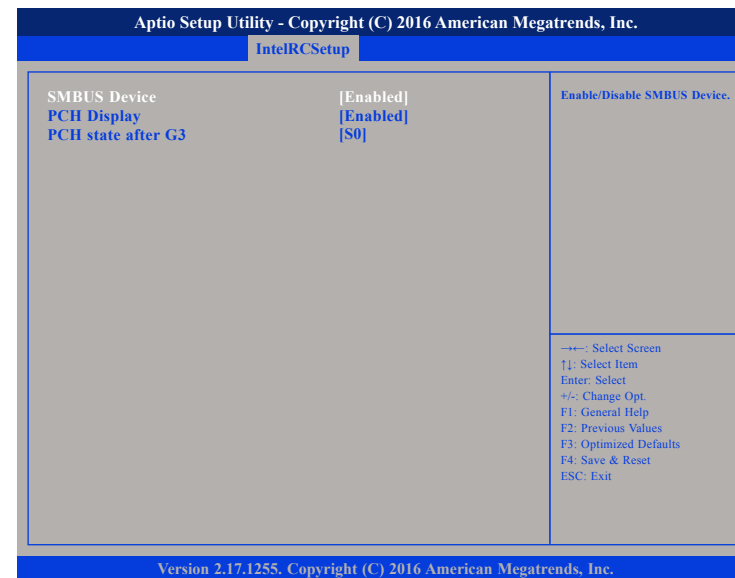 Aptio Setup Utility - Copyright (C) 2016 American Megatrends, Inc.
IntelRCSetup
SMBUS Device [Enabled]
PCH Display [Enabled]
PCH state after G3 [S0]
Enable/Disable SMBUS Device.
→←: Select Screen
↑↓: Select Item
Enter: Select
+/-: Change Opt.
F1: General Help
F2: Previous Values
F3: Optimized Defaults
F4: Save & Reset
ESC: Exit
Version 2.17.1255. Copyright (C) 2016 American Megatrends, Inc.